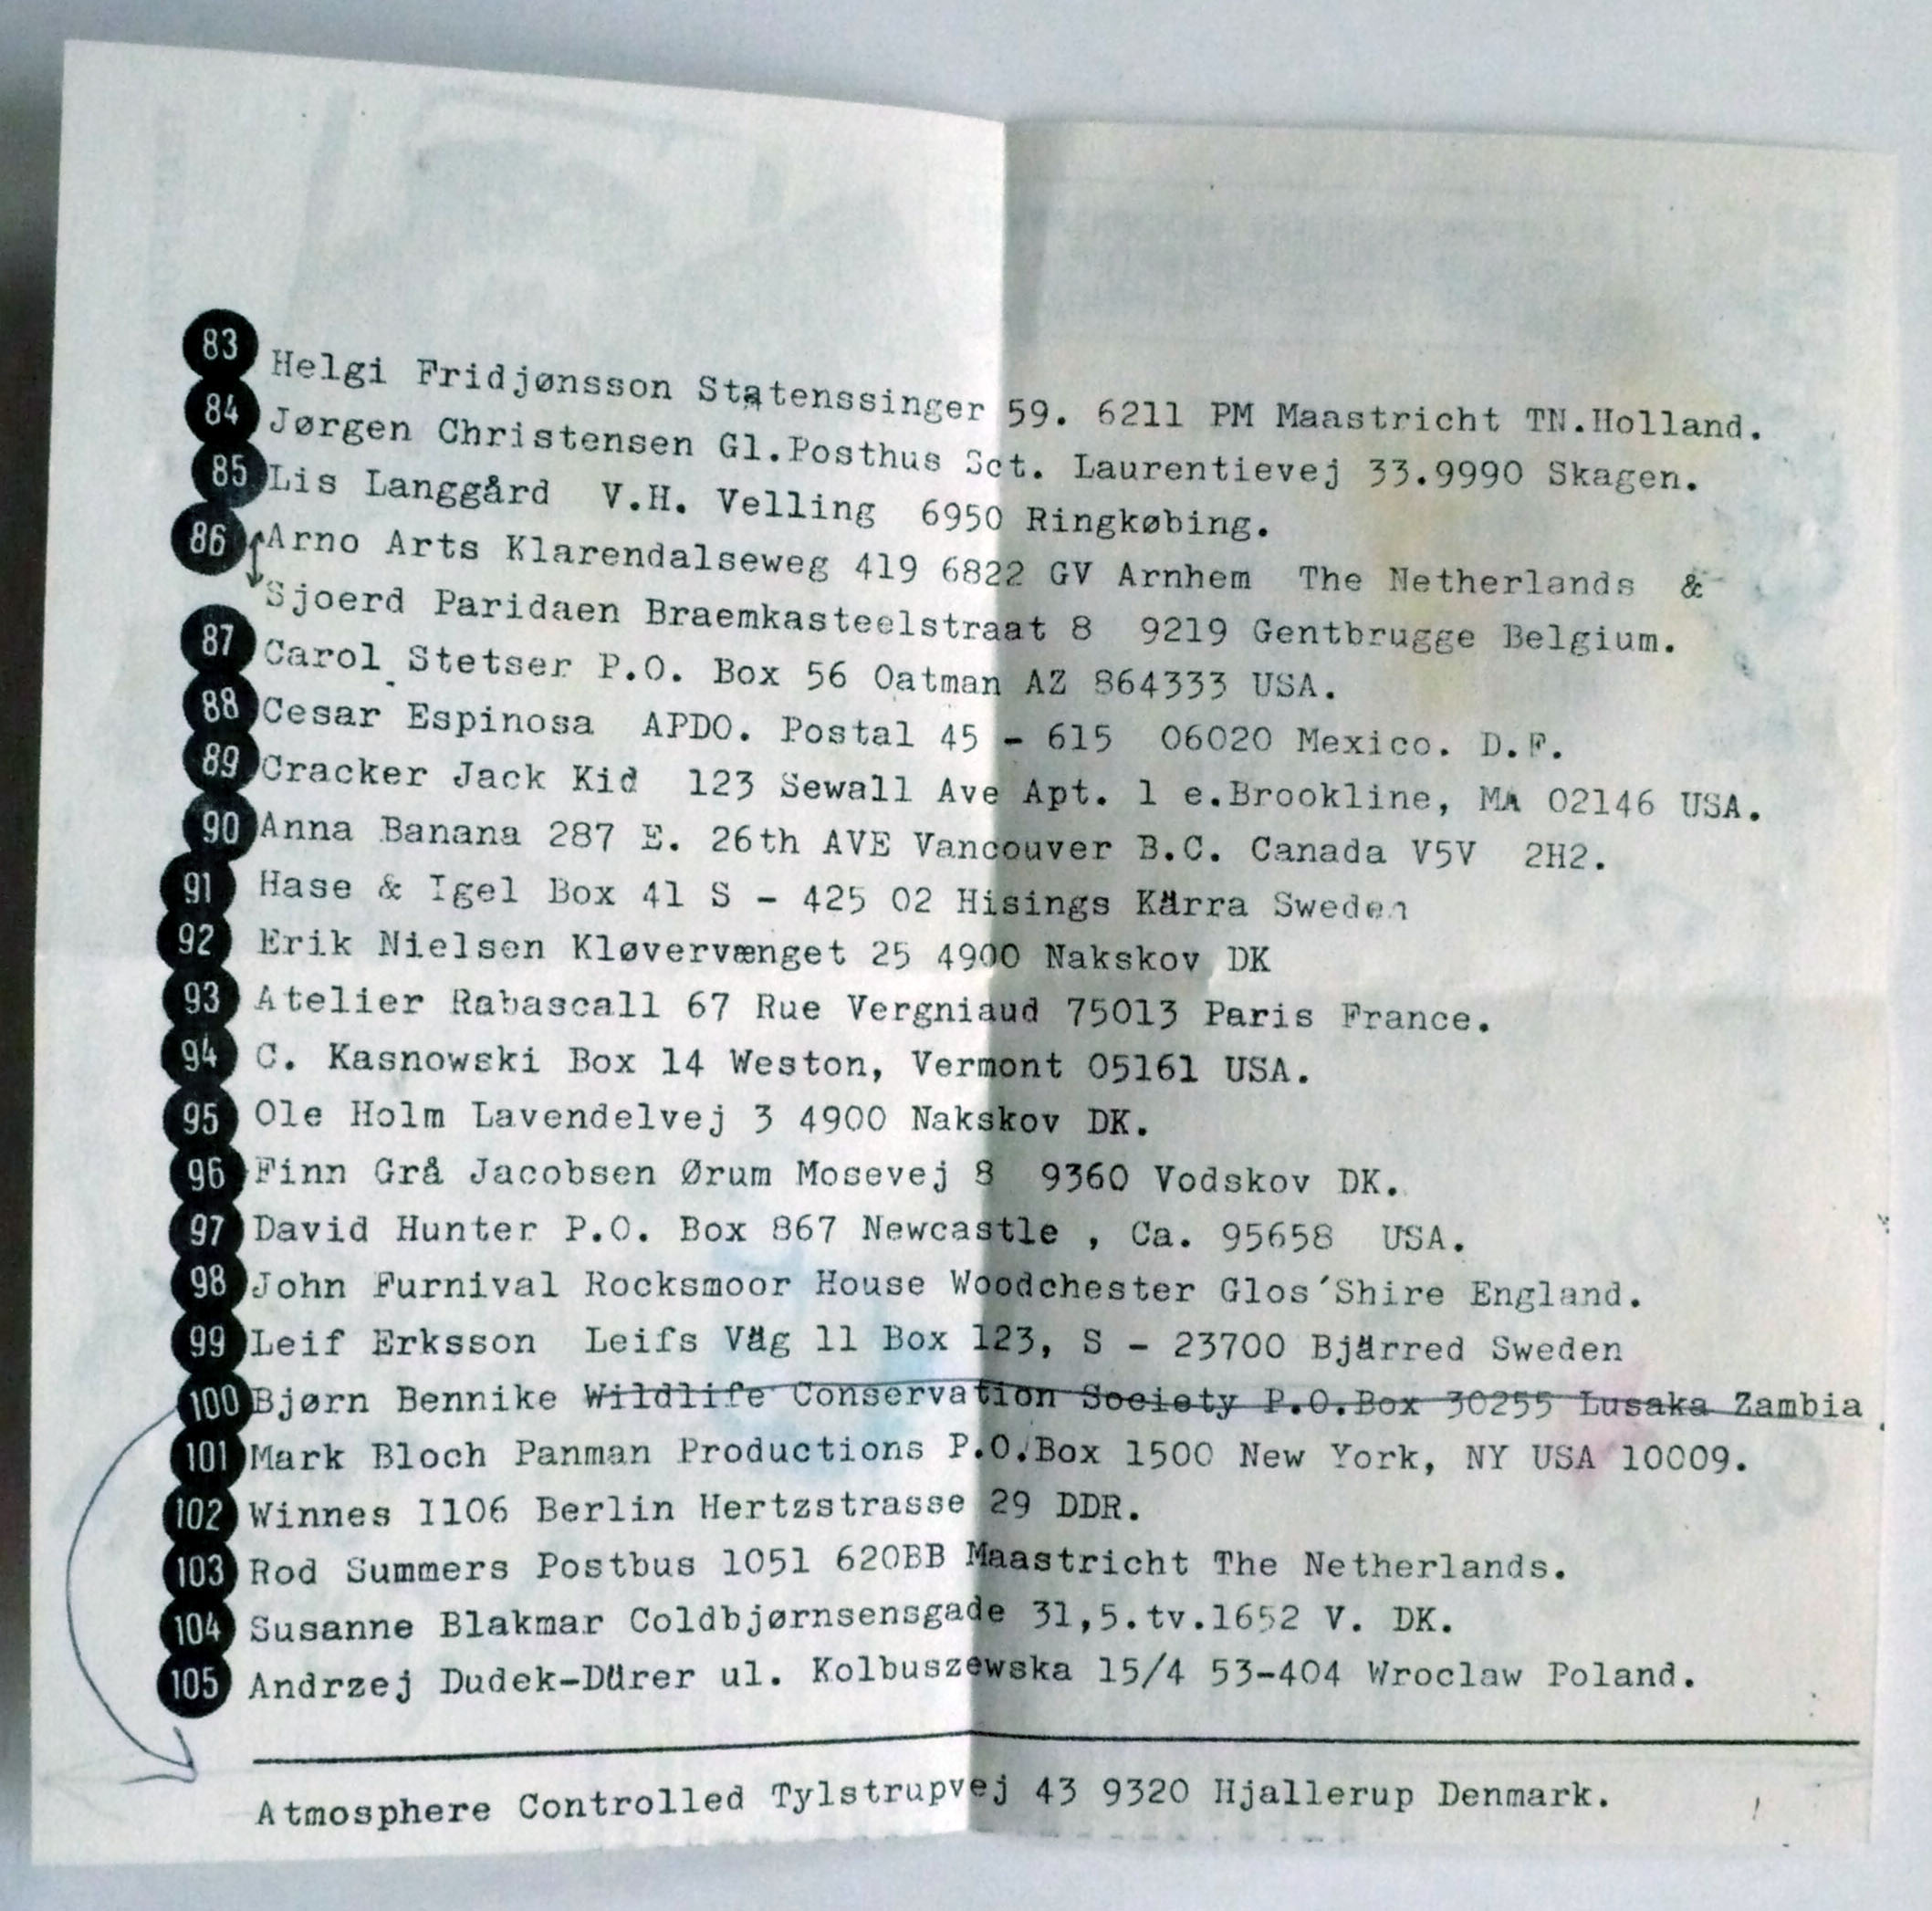 83 Helgi Fridjønsson Statenssinger 59. 6211 PM Maastricht TN.Holland.
84 Jørgen Christensen Gl.Posthus Sct. Laurentievej 33.9990 Skagen.
85 Lis Langgård V.H. Velling 6950 Ringkøbing.
86 Arno Arts Klarendalseweg 419 6822 GV Arnhem The Netherlands &
Sjoerd Paridaen Braemkasteelstraat 8 9219 Gentbrugge Belgium.
87 Carol Stetser P.O. Box 56 Oatman AZ 864333 USA.
88 Cesar Espinosa APDO. Postal 45 - 615 06020 Mexico. D.F.
89 Cracker Jack Kid 123 Sewall Ave Apt. 1 e.Brookline, MA 02146 USA.
90 Anna Banana 287 E. 26th AVE Vancouver B.C. Canada V5V 2H2.
91 Hase & Igel Box 41 S - 425 02 Hisings Kärra Sweden
92 Erik Nielsen Kløvervænget 25 4900 Nakskov DK
93 Atelier Rabascall 67 Rue Vergniaud 75013 Paris France.
94 C. Kasnowski Box 14 Weston, Vermont 05161 USA.
95 Ole Holm Lavendelvej 3 4900 Nakskov DK.
96 Finn Grå Jacobsen Ørum Mosevej 8 9360 Vodskov DK.
97 David Hunter P.O. Box 867 Newcastle , Ca. 95658 USA.
98 John Furnival Rocksmoor House Woodchester Glos´Shire England.
99 Leif Erksson Leifs Väg 11 Box 123, S - 23700 Bjärred Sweden
100 Bjørn Bennike Wildlife Conservation Society P.O.Box 30255 Lusaka Zambia.
101 Mark Bloch Panman Productions P.O.Box 1500 New York, NY USA 10009.
102 Winnes 1106 Berlin Hertzstrasse 29 DDR.
103 Rod Summers Postbus 1051 620BB Maastricht The Netherlands.
104 Susanne Blakmar Coldbjørnsensgade 31,5.tv.1652 V. DK.
105 Andrzej Dudek-Dürer ul. Kolbuszewska 15/4 53-404 Wroclaw Poland.
Atmosphere Controlled Tylstrupvej 43 9320 Hjallerup Denmark.